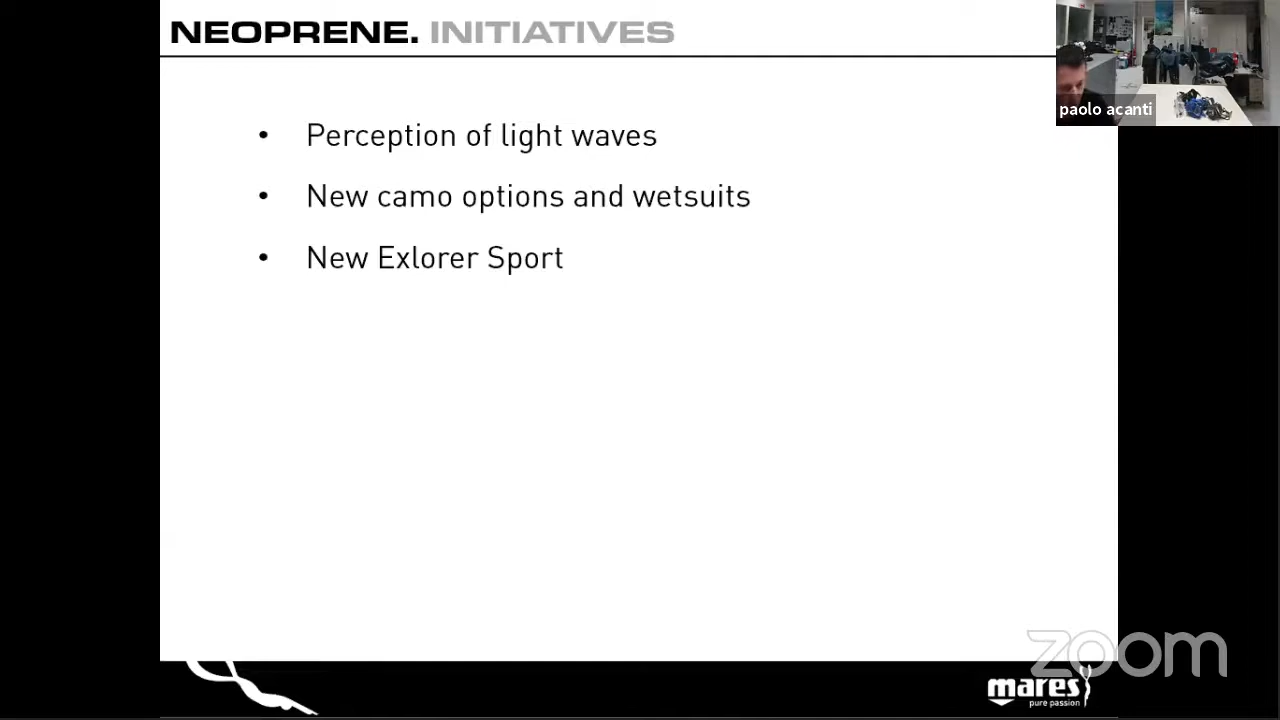 NEOPRENE. INITIATIVES
paolo acanti
• Perception of light waves
• New camo options and wetsuits
• New Exlorer Sport
zoom
mares
pure passion